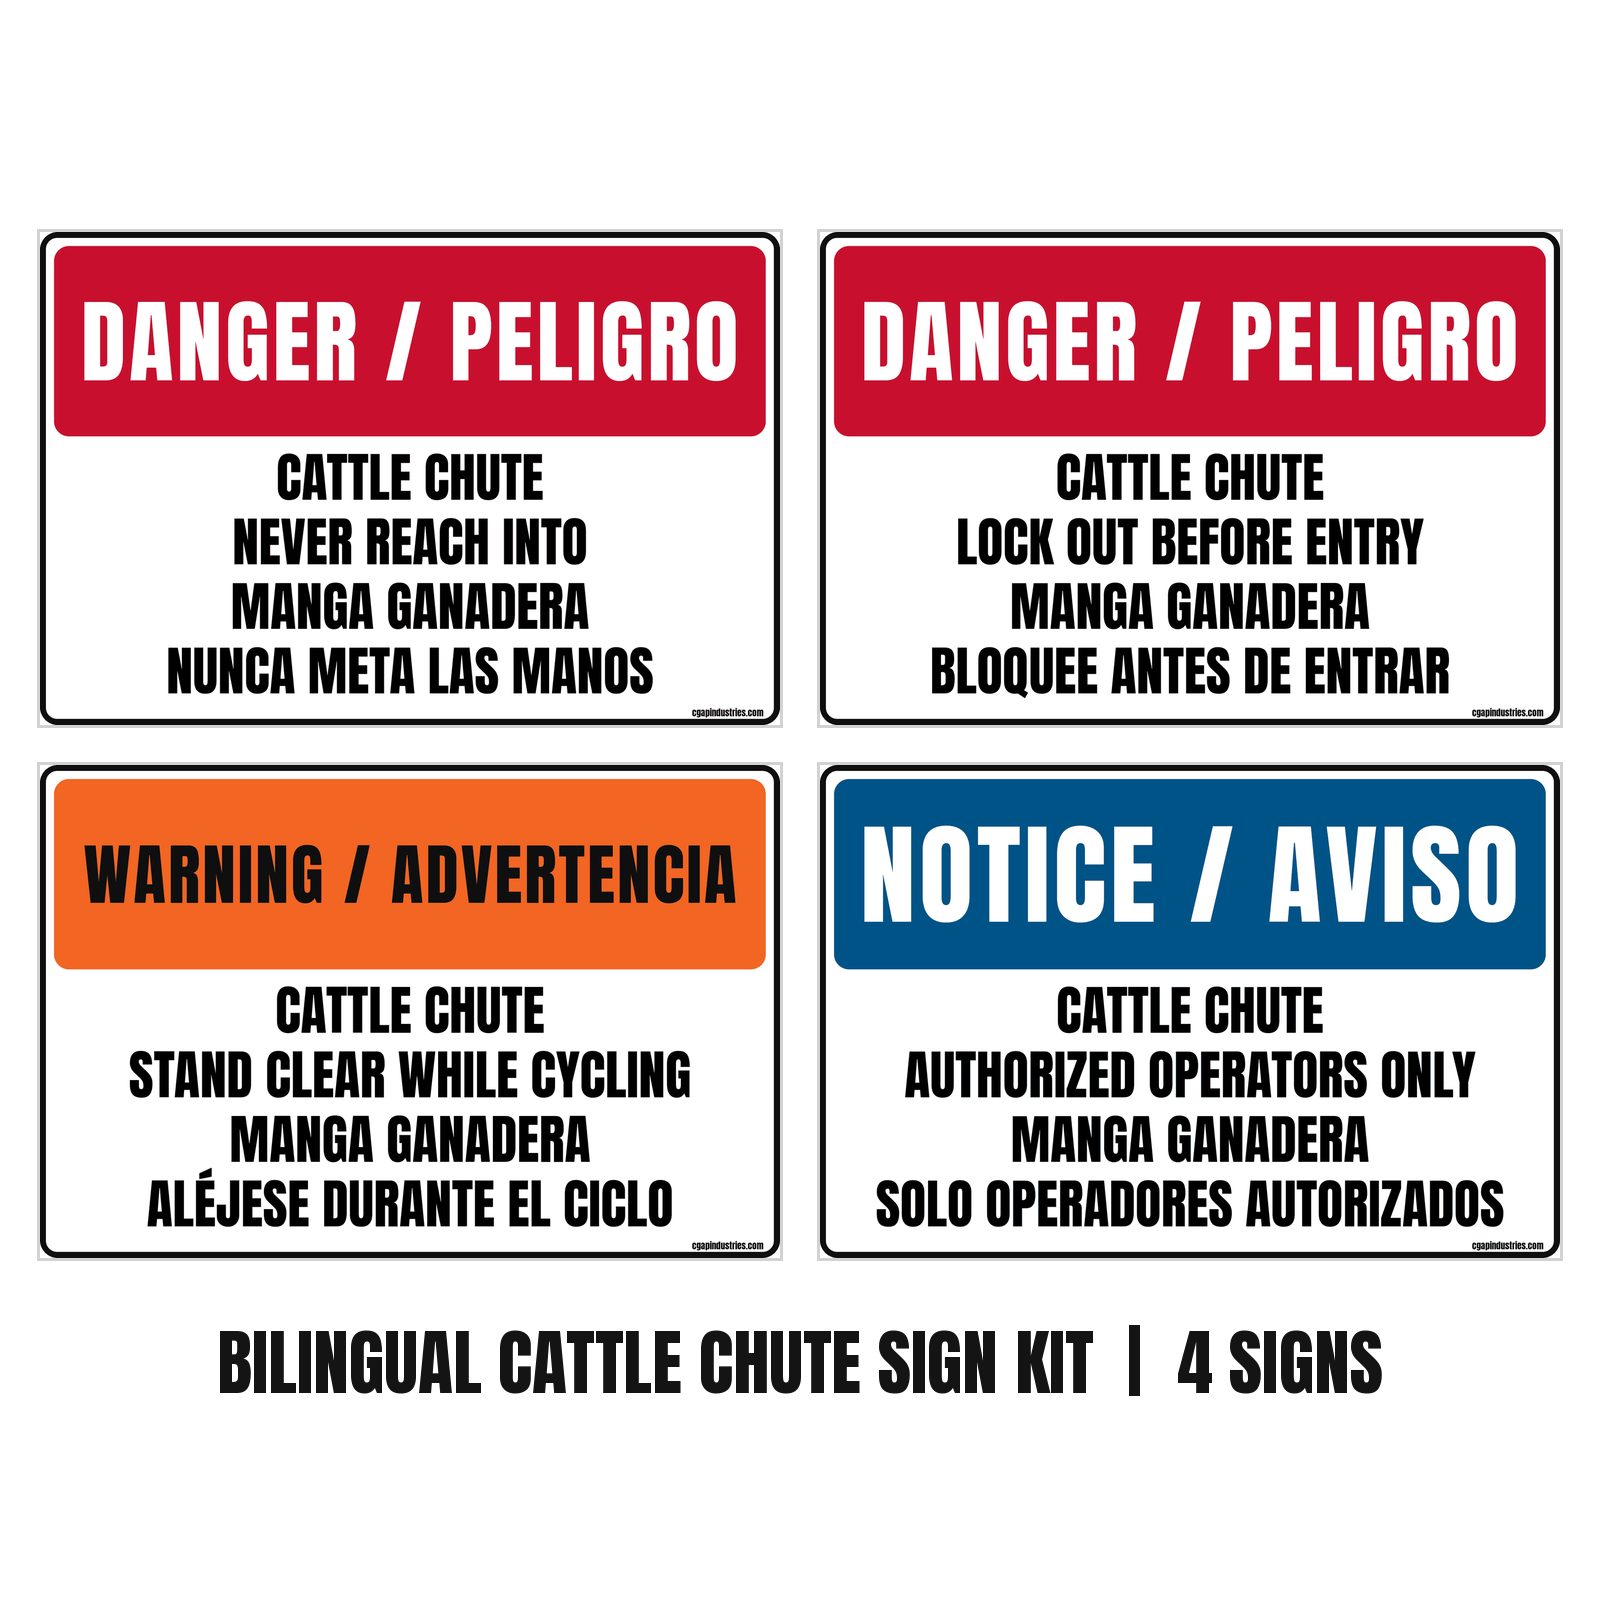 DANGER / PELIGRO
CATTLE CHUTE
NEVER REACH INTO
MANGA GANADERA
NUNCA META LAS MANOS
cgapindustries.com
DANGER / PELIGRO
CATTLE CHUTE
LOCK OUT BEFORE ENTRY
MANGA GANADERA
BLOQUEE ANTES DE ENTRAR
cgapindustries.com
WARNING / ADVERTENCIA
CATTLE CHUTE
STAND CLEAR WHILE CYCLING
MANGA GANADERA
ALÉJESE DURANTE EL CICLO
cgapindustries.com
NOTICE / AVISO
CATTLE CHUTE
AUTHORIZED OPERATORS ONLY
MANGA GANADERA
SOLO OPERADORES AUTORIZADOS
cgapindustries.com
BILINGUAL CATTLE CHUTE SIGN KIT | 4 SIGNS